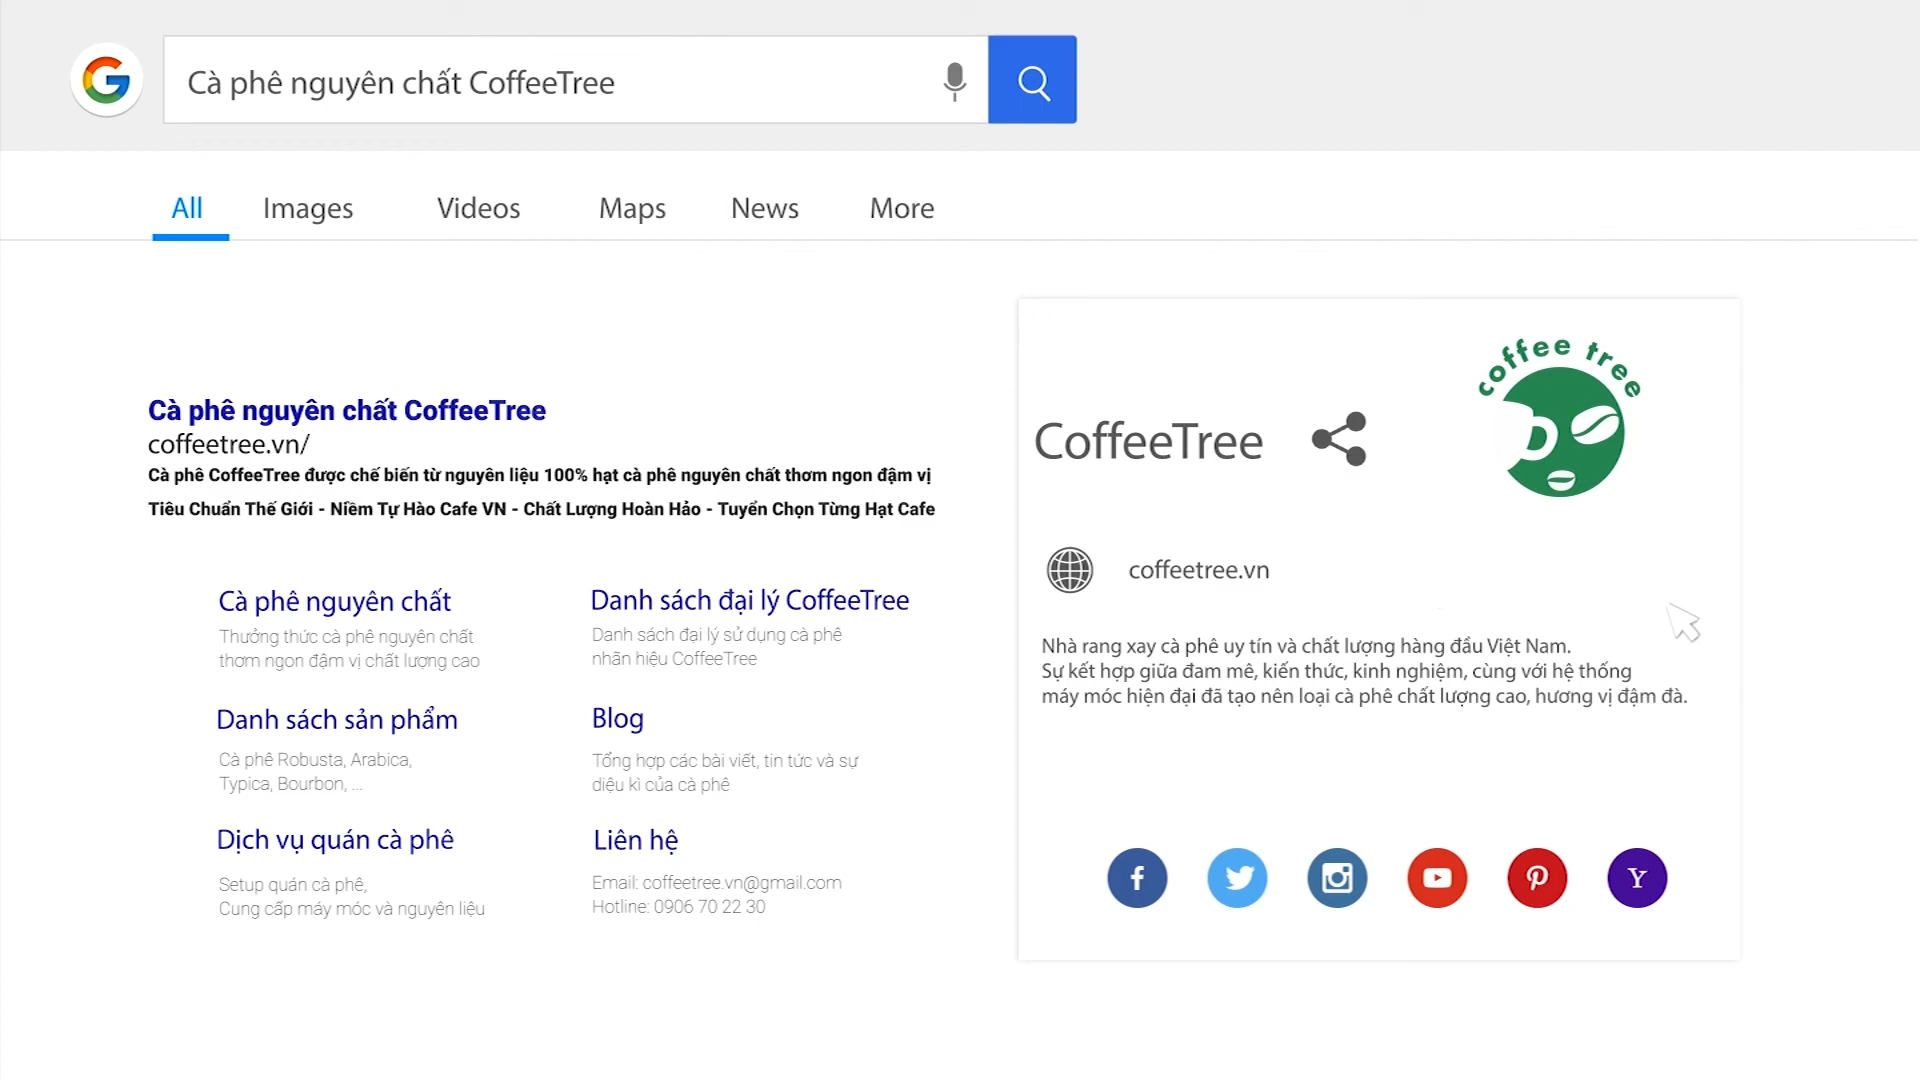 Cà phê nguyên chất CoffeeTree
All Images Videos Maps News More
Cà phê nguyên chất CoffeeTree
coffeetree.vn/
Cà phê CoffeeTree được chế biến từ nguyên liệu 100% hạt cà phê nguyên chất thơm ngon đậm vị
Tiêu Chuẩn Thế Giới - Niềm Tự Hào Cafe VN - Chất Lượng Hoàn Hảo - Tuyển Chọn Từng Hạt Cafe
Cà phê nguyên chất
Thưởng thức cà phê nguyên chất
thơm ngon đậm vị chất lượng cao
Danh sách đại lý CoffeeTree
Danh sách đại lý sử dụng cà phê
nhãn hiệu CoffeeTree
Danh sách sản phẩm
Cà phê Robusta, Arabica,
Typica, Bourbon, ...
Blog
Tổng hợp các bài viết, tin tức và sự
diệu kì của cà phê
Dịch vụ quán cà phê
Setup quán cà phê,
Cung cấp máy móc và nguyên liệu
Liên hệ
Email: coffeetree.vn@gmail.com
Hotline: 0906 70 22 30
CoffeeTree
coffee tree
coffeetree.vn
Nhà rang xay cà phê uy tín và chất lượng hàng đầu Việt Nam.
Sự kết hợp giữa đam mê, kiến thức, kinh nghiệm, cùng với hệ thống
máy móc hiện đại đã tạo nên loại cà phê chất lượng cao, hương vị đậm đà.